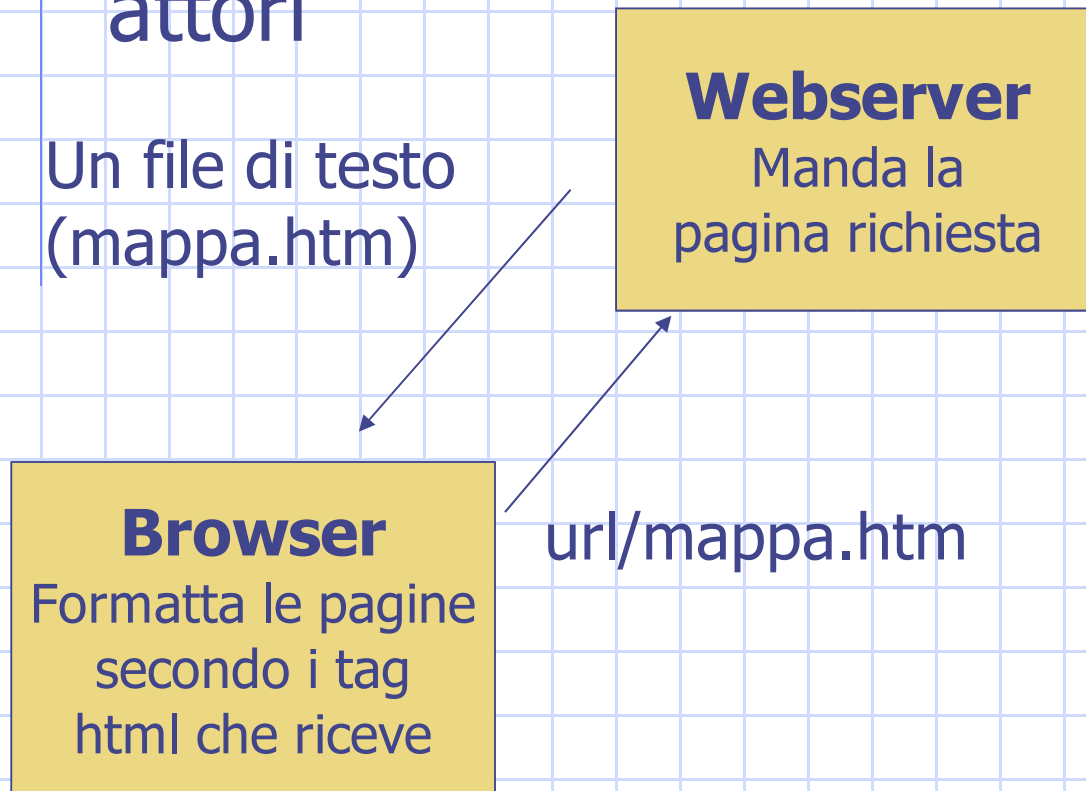 attori
Un file di testo
(mappa.htm)
Webserver
Manda la
pagina richiesta
Browser
Formatta le pagine
secondo i tag
html che riceve
url/mappa.htm